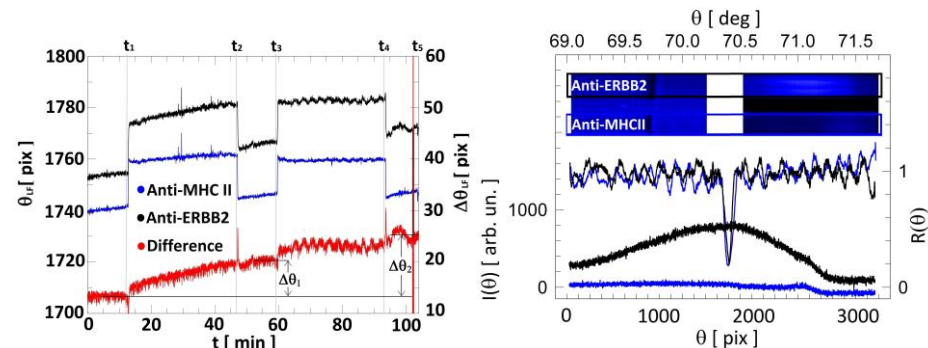 t₁ t₂ t₃ t₄ t₅
1800 60
1780 50
1760 40
1740 30
1720 20
1700 10
θLF [ pix]
ΔθLF [ pix]
Anti-MHC II
Anti-ERBB2
Difference
Δθ₁
Δθ₂
0 20 40 60 80 100
t [ min]
θ [ deg]
69.0 69.5 70.0 70.5 71.0 71.5
Anti-ERBB2
Anti-MHCII
1000
0
I(θ) [arb. un.]
1
0
R(θ)
0 1000 2000 3000
θ [ pix]